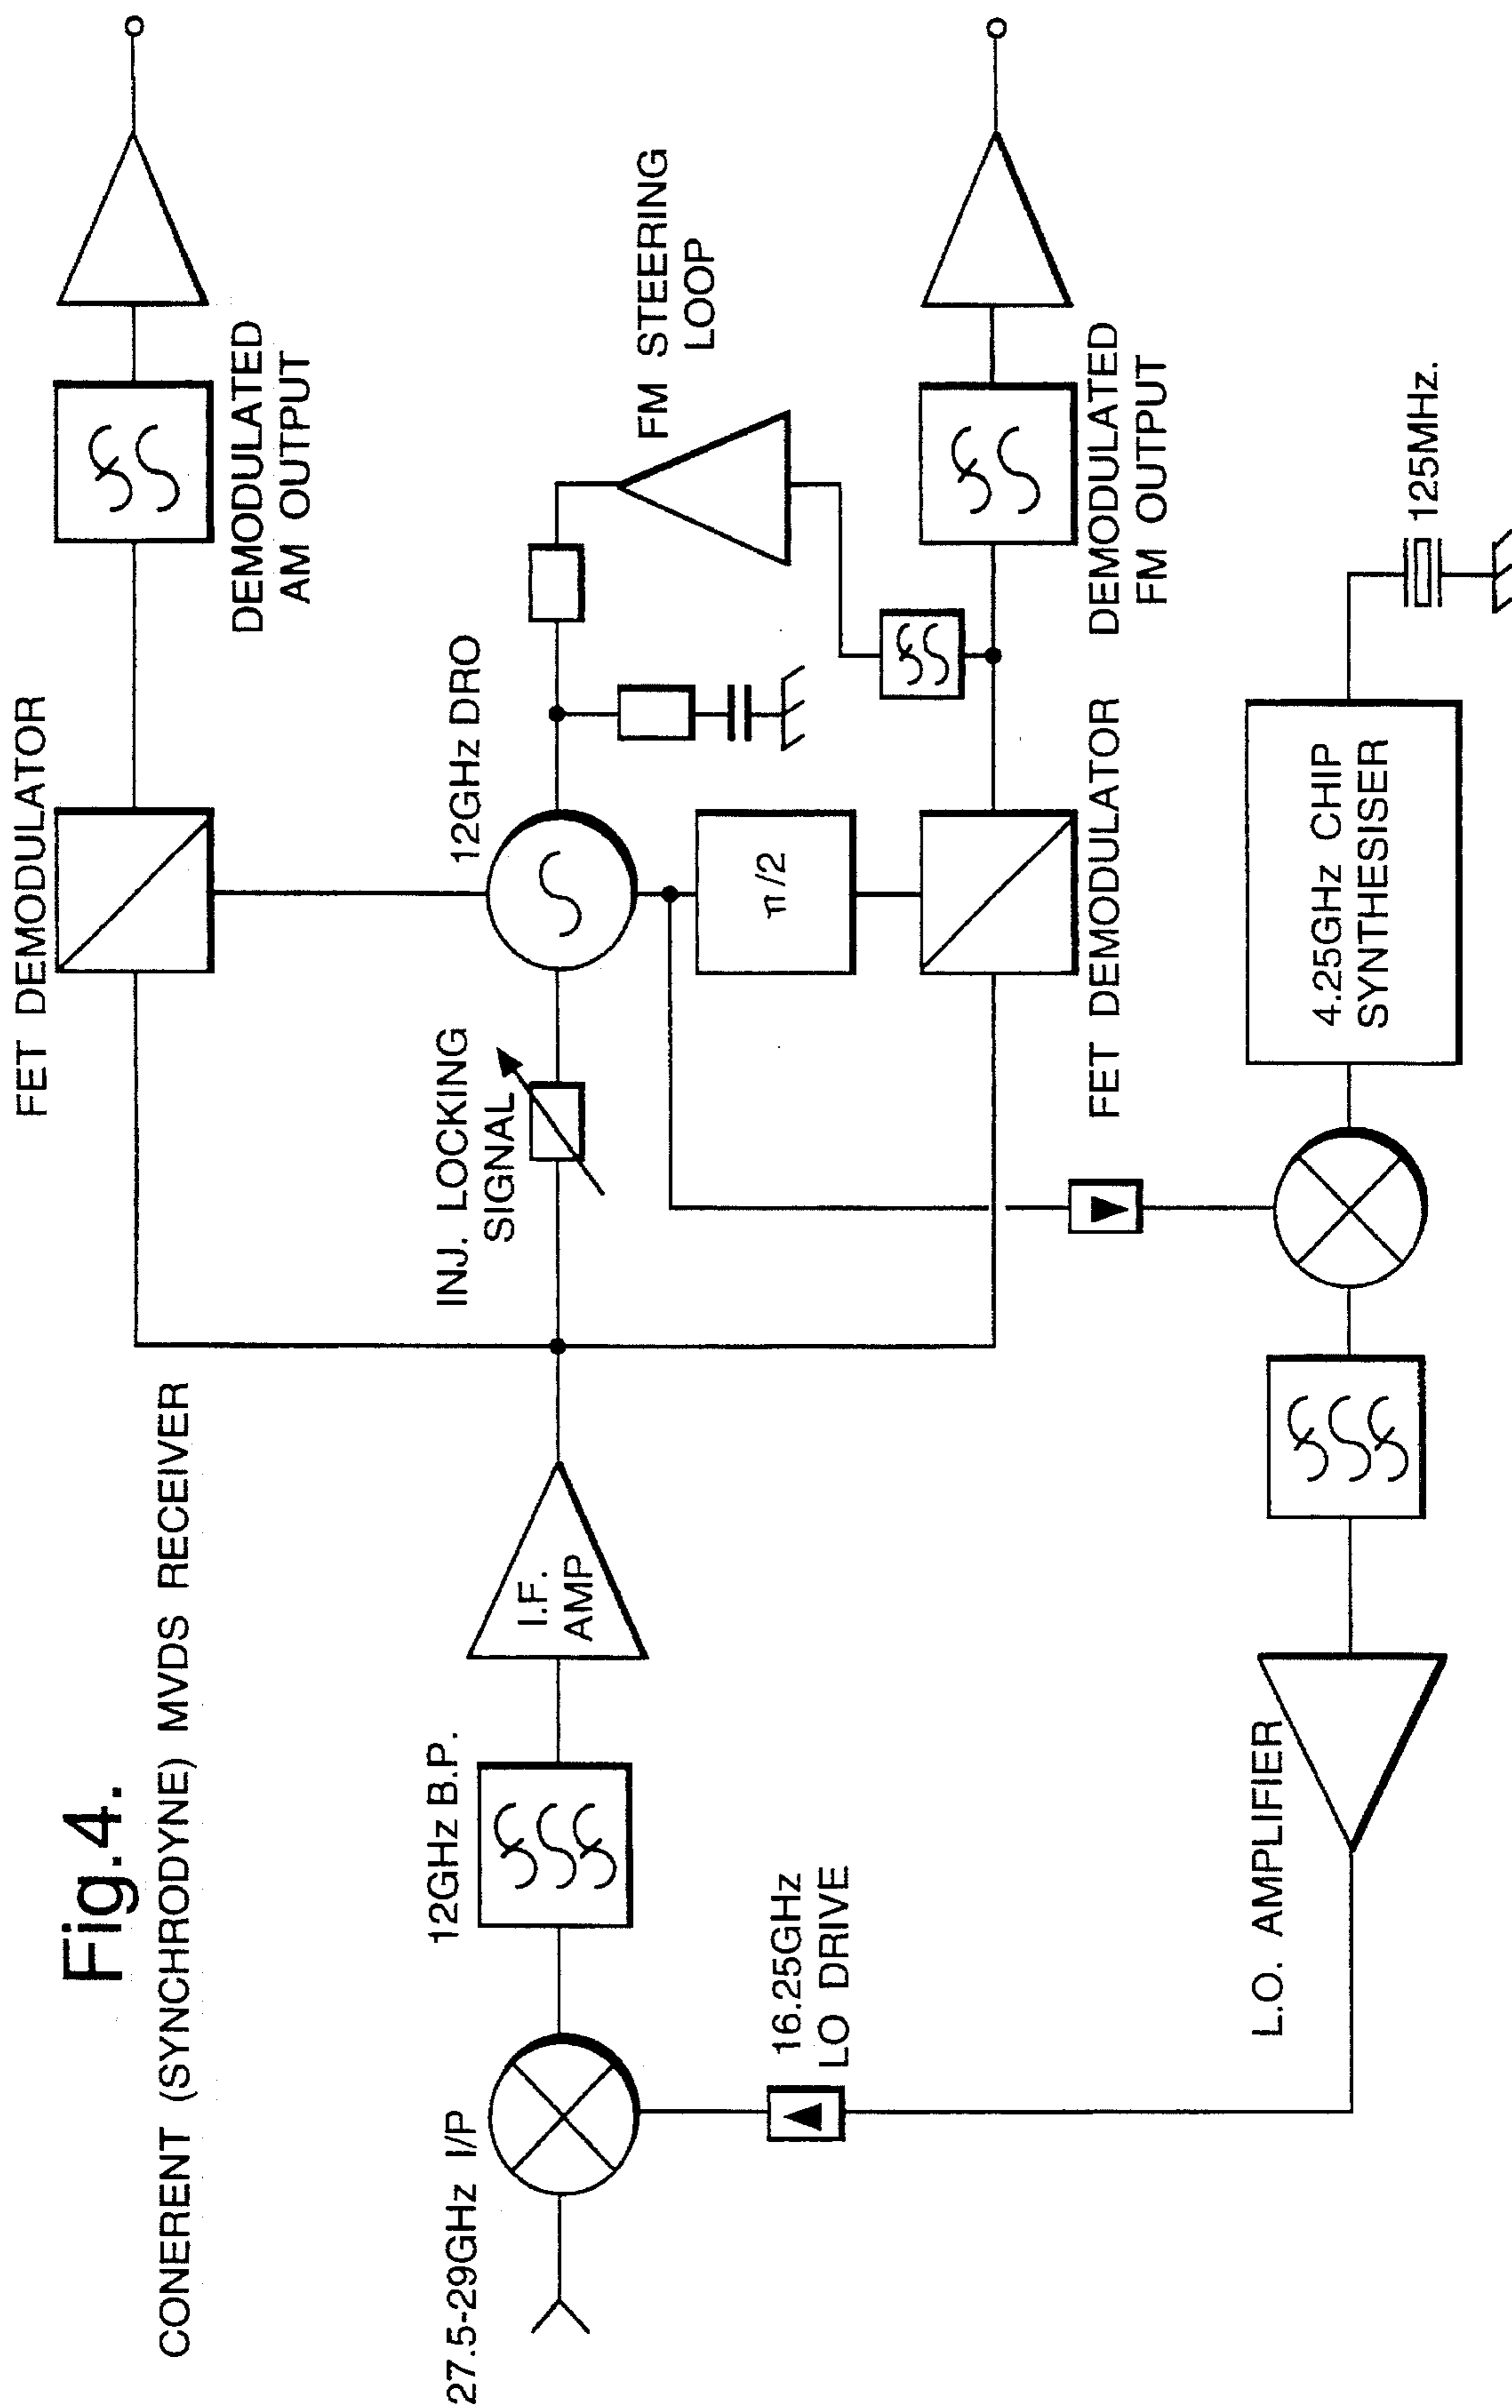 Fig.4.
CONERENT (SYNCHRODYNE) MVDS RECEIVER
FET DEMODULATOR
DEMODULATED
AM OUTPUT
27.5-29GHz I/P
12GHz B.P.
I.F.
AMP
INJ. LOCKING
SIGNAL
12GHz DRO
FM STEERING
LOOP
π/2
16.25GHz
LO DRIVE
FET DEMODULATOR
DEMODULATED
FM OUTPUT
L.O. AMPLIFIER
4.25GHz CHIP
SYNTHESISER
125MHz.